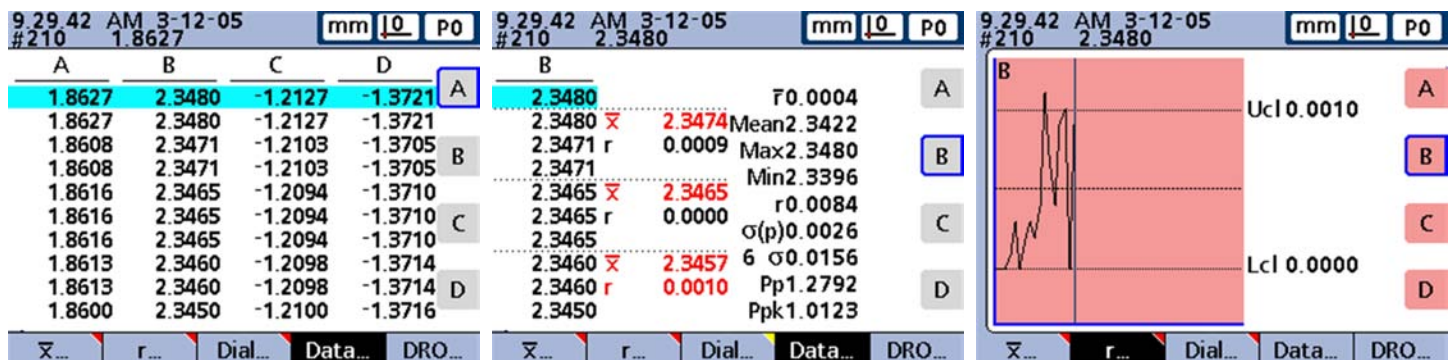 9.29.42 AM 3-12-05
#210 1.8627
mm 0 P0
A B C D
1.8627 2.3480 -1.2127 -1.3721
1.8627 2.3480 -1.2127 -1.3721
1.8608 2.3471 -1.2103 -1.3705
1.8608 2.3471 -1.2103 -1.3705
1.8616 2.3465 -1.2094 -1.3710
1.8616 2.3465 -1.2094 -1.3710
1.8616 2.3465 -1.2094 -1.3710
1.8613 2.3460 -1.2098 -1.3714
1.8613 2.3460 -1.2098 -1.3714
1.8600 2.3450 -1.2100 -1.3716
A
B
C
D
x̅... r... Dial... Data... DRO...
9.29.42 AM 3-12-05
#210 2.3480
mm 0 P0
B
2.3480
2.3480 x̅ 2.3474
2.3471 r 0.0009
2.3471
2.3465 x̅ 2.3465
2.3465 r 0.0000
2.3465
2.3460 x̅ 2.3457
2.3460 r 0.0010
2.3450
r̅0.0004
Mean2.3422
Max2.3480
Min2.3396
r0.0084
σ(p)0.0026
6 σ0.0156
Pp1.2792
Ppk1.0123
A
B
C
D
x̅... r... Dial... Data... DRO...
9.29.42 AM 3-12-05
#210 2.3480
mm 0 P0
B
Ucl 0.0010
Lcl 0.0000
A
B
C
D
x̅... r... Dial... Data... DRO...